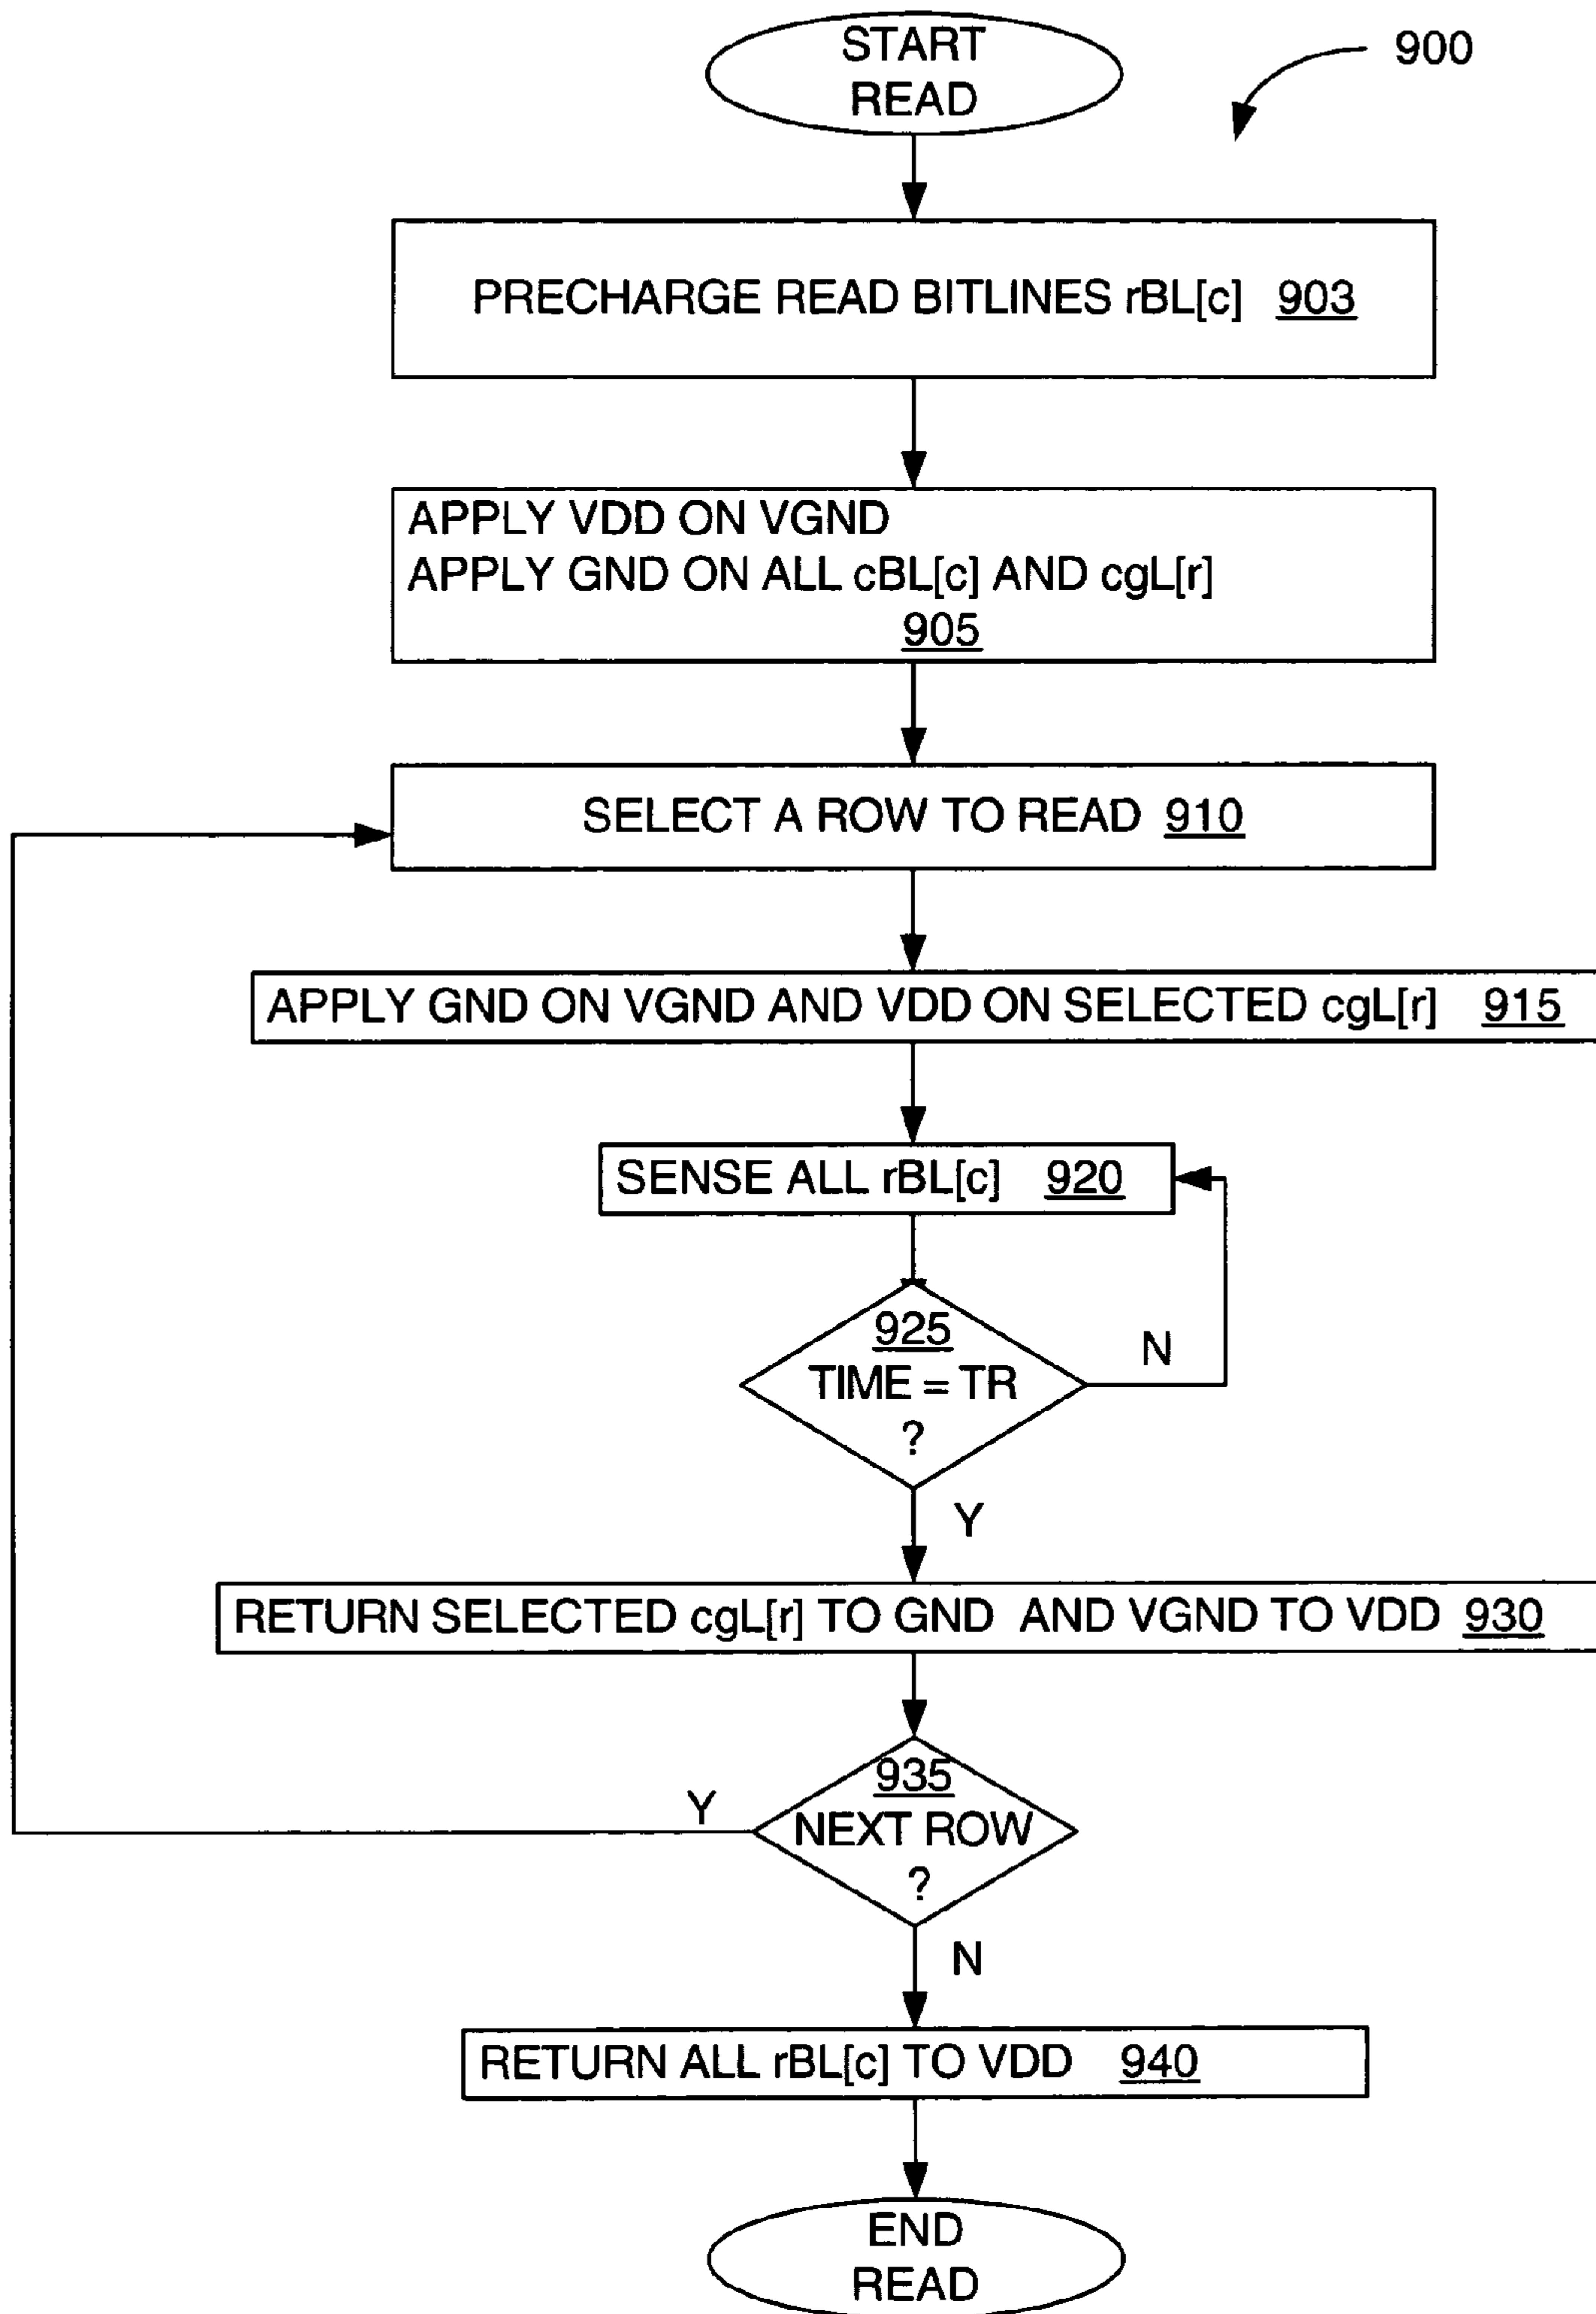 START
READ
900
PRECHARGE READ BITLINES rBL[c] 903
APPLY VDD ON VGND
APPLY GND ON ALL cBL[c] AND cgL[r]
905
SELECT A ROW TO READ 910
APPLY GND ON VGND AND VDD ON SELECTED cgL[r] 915
SENSE ALL rBL[c] 920
925
TIME = TR
?
N
Y
RETURN SELECTED cgL[r] TO GND AND VGND TO VDD 930
935
NEXT ROW
?
Y
N
RETURN ALL rBL[c] TO VDD 940
END
READ